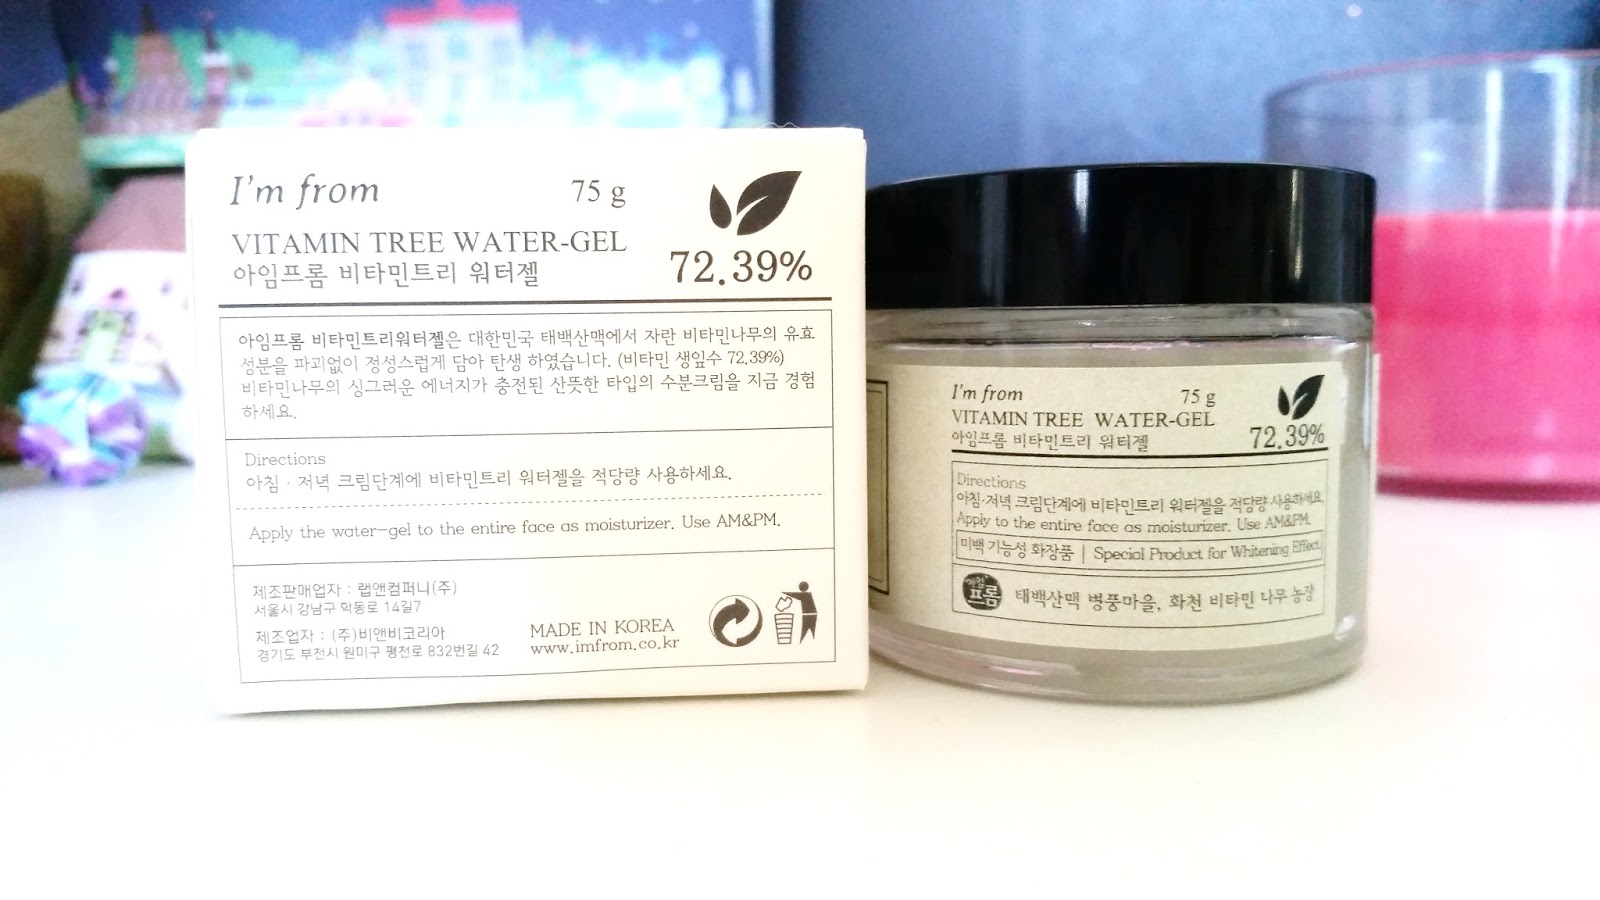 I'm from 75 g
VITAMIN TREE WATER-GEL
아임프롬 비타민트리 워터젤
72.39%
아임프롬 비타민트리워터젤은 대한민국 태백산맥에서 자란 비타민나무의 유효
성분을 파괴없이 정성스럽게 담아 탄생 하였습니다. (비타민 생잎수 72.39%)
비타민나무의 싱그러운 에너지가 충전된 산뜻한 타입의 수분크림을 지금 경험
하세요.
Directions
아침 · 저녁 크림단계에 비타민트리 워터젤을 적당량 사용하세요.
Apply the water-gel to the entire face as moisturizer. Use AM&PM.
제조판매업자 : 랩앤컴퍼니(주)
서울시 강남구 학동로 14길7
제조업자 : (주)비앤비코리아
경기도 부천시 원미구 평천로 832번길 42
MADE IN KOREA
www.imfrom.co.kr
I'm from 75 g
VITAMIN TREE WATER-GEL
아임프롬 비타민트리 워터젤
72.39%
Directions
아침·저녁 크림단계에 비타민트리 워터젤을 적당량 사용하세요.
Apply to the entire face as moisturizer. Use AM&PM.
미백 기능성 화장품 | Special Product for Whitening Effect.
아임
프롬
태백산맥 병풍마을, 화천 비타민 나무 농장